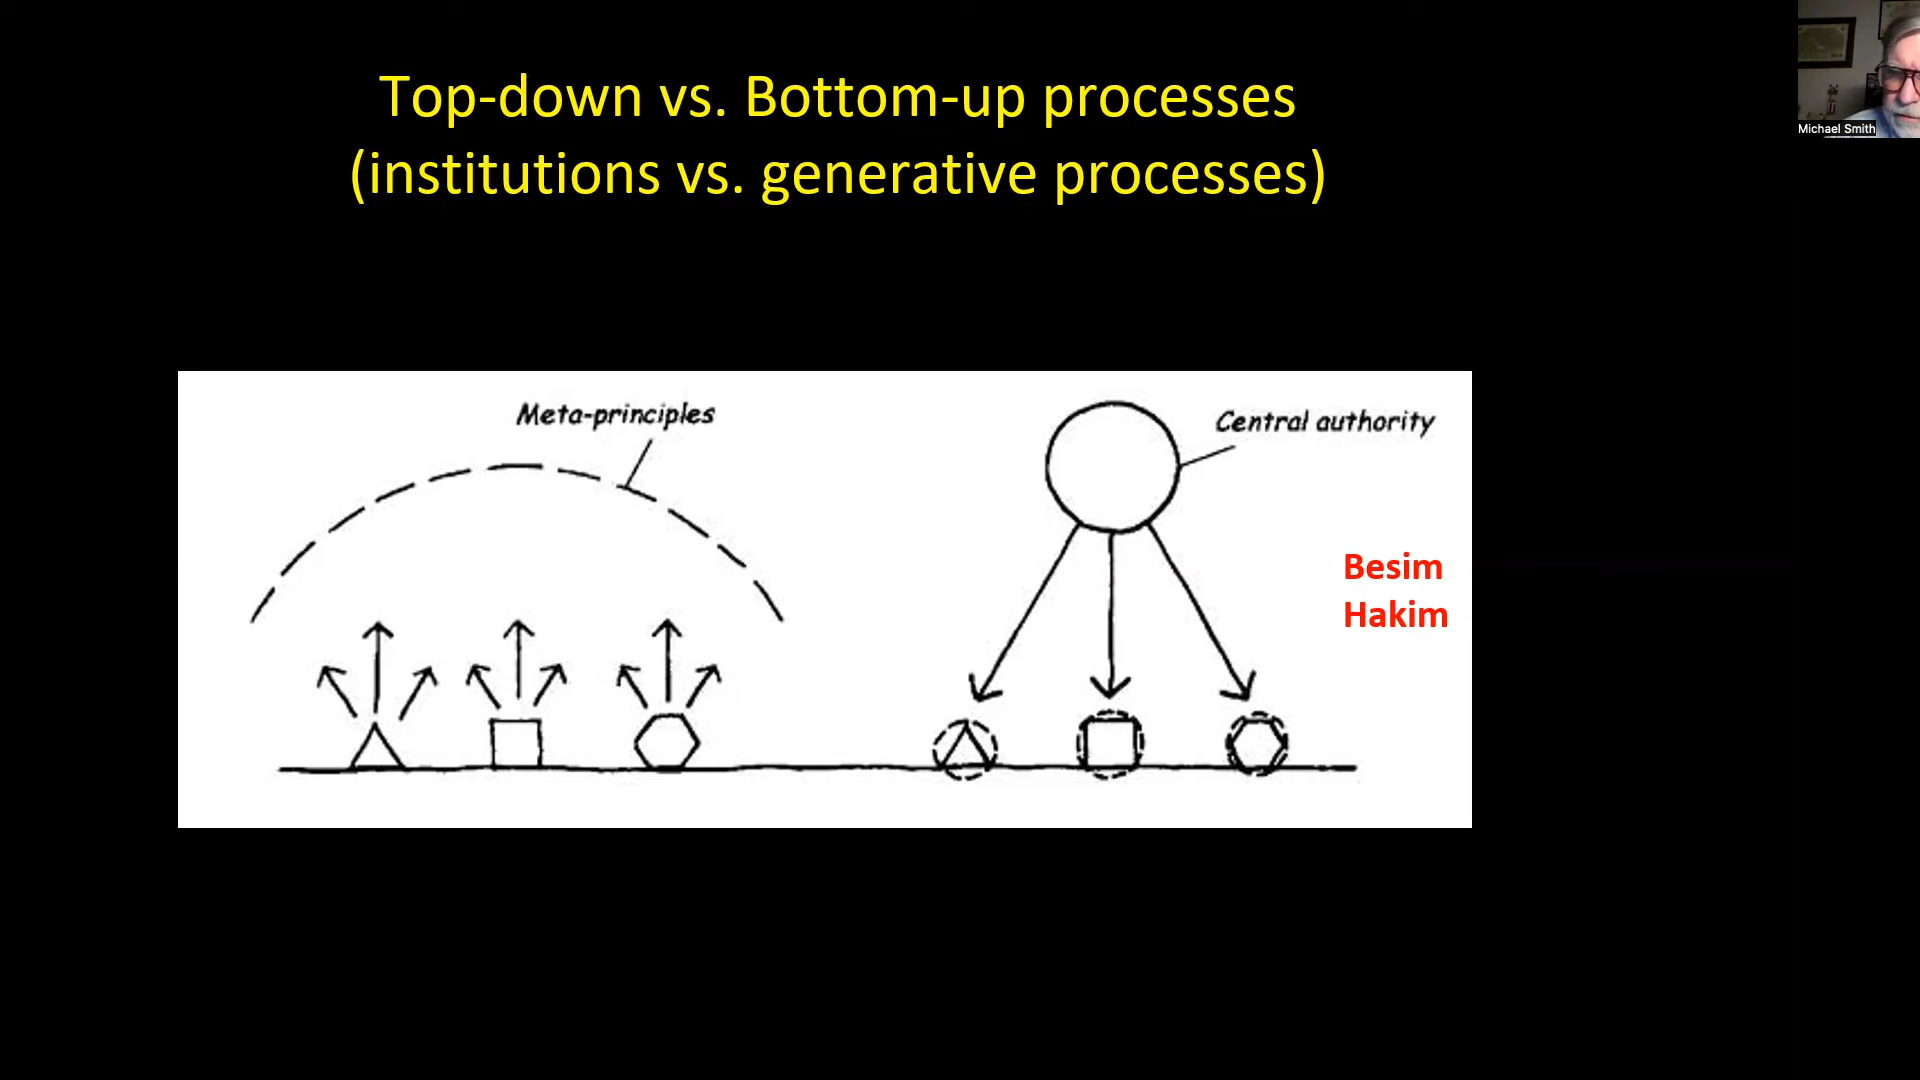 Top-down vs. Bottom-up processes
(institutions vs. generative processes)
Michael Smith
Meta-principles
Central authority
Besim
Hakim